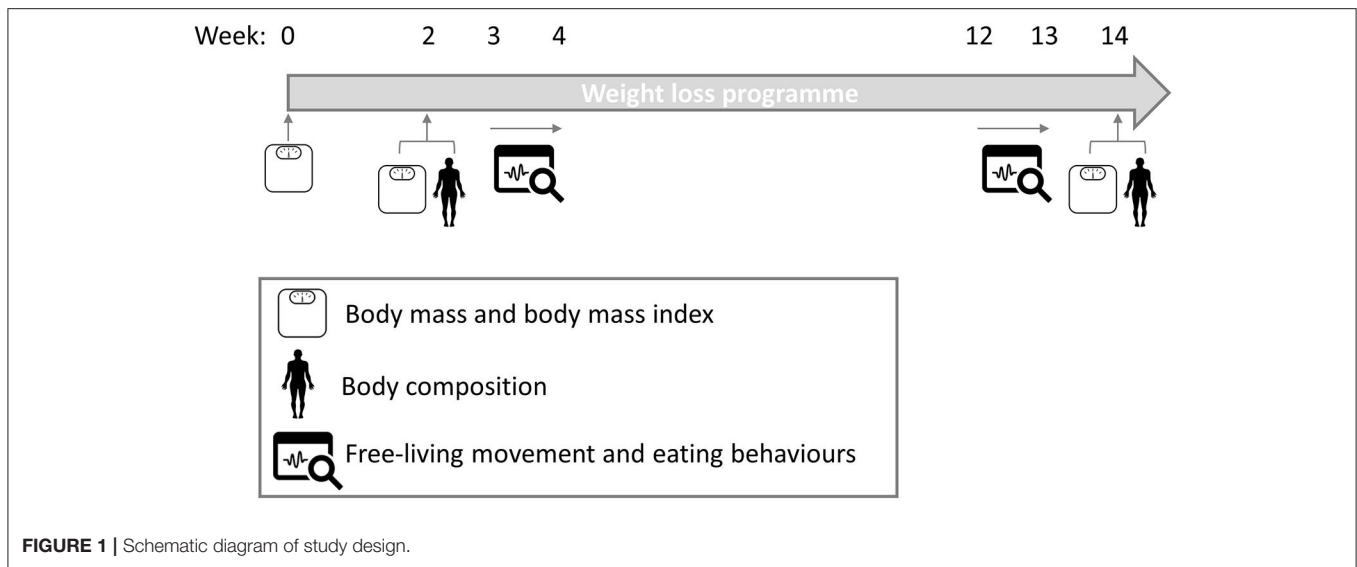 Week: 0 2 3 4 12 13 14
Weight loss programme
Body mass and body mass index
Body composition
Free-living movement and eating behaviours
FIGURE 1 | Schematic diagram of study design.